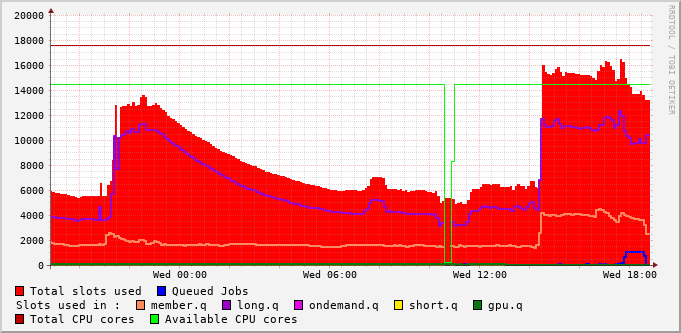 RRDTOOL / TOBI OETIKER
20000
18000
16000
14000
12000
10000
8000
6000
4000
2000
0
Wed 00:00 Wed 06:00 Wed 12:00 Wed 18:00
Total slots used Queued Jobs
Slots used in : member.q long.q ondemand.q short.q gpu.q
Total CPU cores Available CPU cores